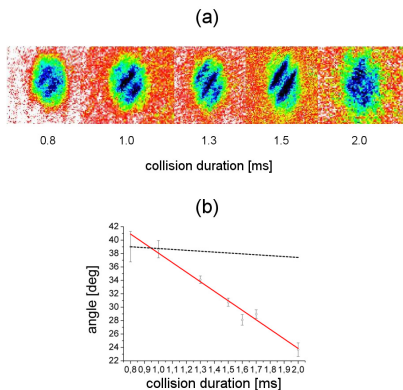 (a)
0.8 1.0 1.3 1.5 2.0
collision duration [ms]
(b)
42
40
38
36
34
32
30
28
26
24
22
angle [deg]
0,8 0,9 1,0 1,1 1,2 1,3 1,4 1,5 1,6 1,7 1,8 1,9 2,0
collision duration [ms]